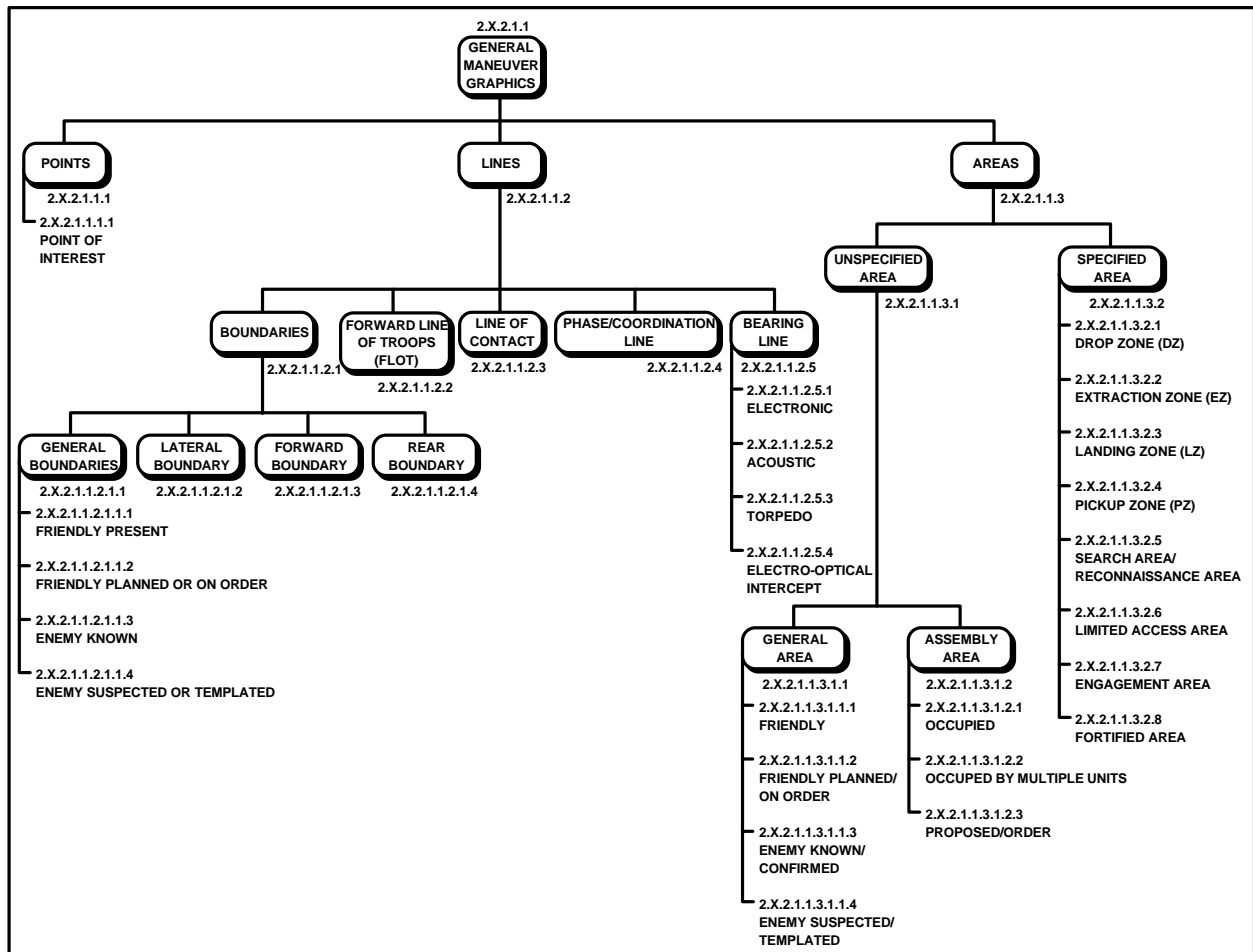 2.X.2.1.1
GENERAL
MANEUVER
GRAPHICS
POINTS
2.X.2.1.1.1
2.X.2.1.1.1.1
POINT OF
INTEREST
LINES
2.X.2.1.1.2
BOUNDARIES
2.X.2.1.1.2.1
GENERAL
BOUNDARIES
2.X.2.1.1.2.1.1
2.X.2.1.1.2.1.1.1
FRIENDLY PRESENT
2.X.2.1.1.2.1.1.2
FRIENDLY PLANNED OR ON ORDER
2.X.2.1.1.2.1.1.3
ENEMY KNOWN
2.X.2.1.1.2.1.1.4
ENEMY SUSPECTED OR TEMPLATED
LATERAL
BOUNDARY
2.X.2.1.1.2.1.2
FORWARD
BOUNDARY
2.X.2.1.1.2.1.3
REAR
BOUNDARY
2.X.2.1.1.2.1.4
FORWARD LINE
OF TROOPS
(FLOT)
2.X.2.1.1.2.2
LINE OF
CONTACT
2.X.2.1.1.2.3
PHASE/COORDINATION
LINE
2.X.2.1.1.2.4
BEARING
LINE
2.X.2.1.1.2.5
2.X.2.1.1.2.5.1
ELECTRONIC
2.X.2.1.1.2.5.2
ACOUSTIC
2.X.2.1.1.2.5.3
TORPEDO
2.X.2.1.1.2.5.4
ELECTRO-OPTICAL
INTERCEPT
AREAS
2.X.2.1.1.3
UNSPECIFIED
AREA
2.X.2.1.1.3.1
GENERAL
AREA
2.X.2.1.1.3.1.1
2.X.2.1.1.3.1.1.1
FRIENDLY
2.X.2.1.1.3.1.1.2
FRIENDLY PLANNED/
ON ORDER
2.X.2.1.1.3.1.1.3
ENEMY KNOWN/
CONFIRMED
2.X.2.1.1.3.1.1.4
ENEMY SUSPECTED/
TEMPLATED
ASSEMBLY
AREA
2.X.2.1.1.3.1.2
2.X.2.1.1.3.1.2.1
OCCUPIED
2.X.2.1.1.3.1.2.2
OCCUPED BY MULTIPLE UNITS
2.X.2.1.1.3.1.2.3
PROPOSED/ORDER
SPECIFIED
AREA
2.X.2.1.1.3.2
2.X.2.1.1.3.2.1
DROP ZONE (DZ)
2.X.2.1.1.3.2.2
EXTRACTION ZONE (EZ)
2.X.2.1.1.3.2.3
LANDING ZONE (LZ)
2.X.2.1.1.3.2.4
PICKUP ZONE (PZ)
2.X.2.1.1.3.2.5
SEARCH AREA/
RECONNAISSANCE AREA
2.X.2.1.1.3.2.6
LIMITED ACCESS AREA
2.X.2.1.1.3.2.7
ENGAGEMENT AREA
2.X.2.1.1.3.2.8
FORTIFIED AREA